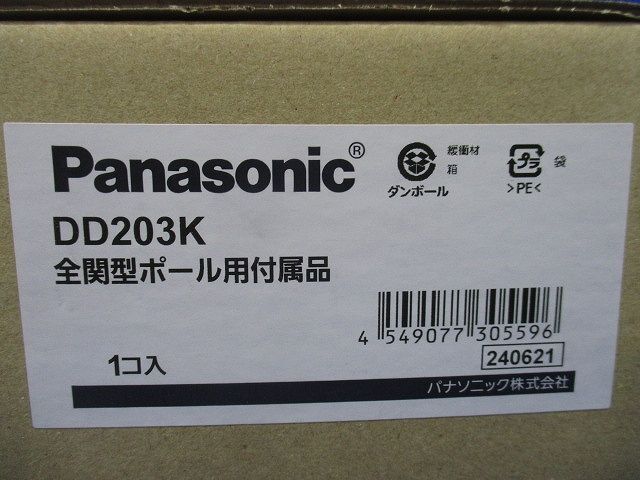 Panasonic®
ダンボール
緩衝材
箱
プラ
袋
>PE<
DD203K
全関型ポール用付属品
4 549077 305596
240621
1コ入
パナソニック株式会社